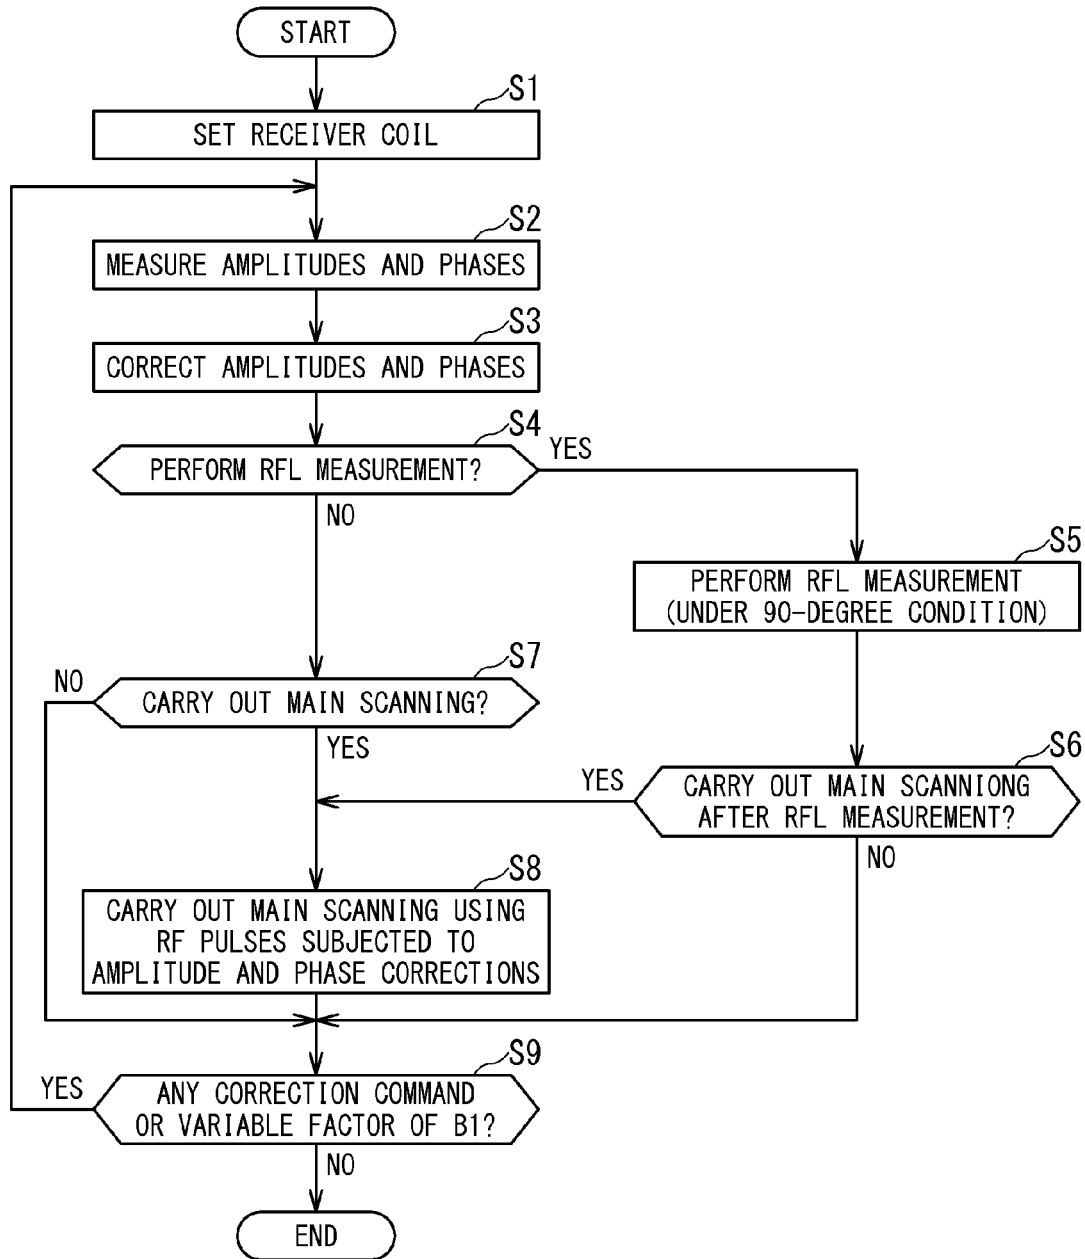 START
S1
SET RECEIVER COIL
S2
MEASURE AMPLITUDES AND PHASES
S3
CORRECT AMPLITUDES AND PHASES
S4
PERFORM RFL MEASUREMENT?
YES
NO
S5
PERFORM RFL MEASUREMENT
(UNDER 90-DEGREE CONDITION)
S7
NO
CARRY OUT MAIN SCANNING?
YES
S6
YES
CARRY OUT MAIN SCANNIONG
AFTER RFL MEASUREMENT?
NO
S8
CARRY OUT MAIN SCANNING USING
RF PULSES SUBJECTED TO
AMPLITUDE AND PHASE CORRECTIONS
S9
YES
ANY CORRECTION COMMAND
OR VARIABLE FACTOR OF B1?
NO
END